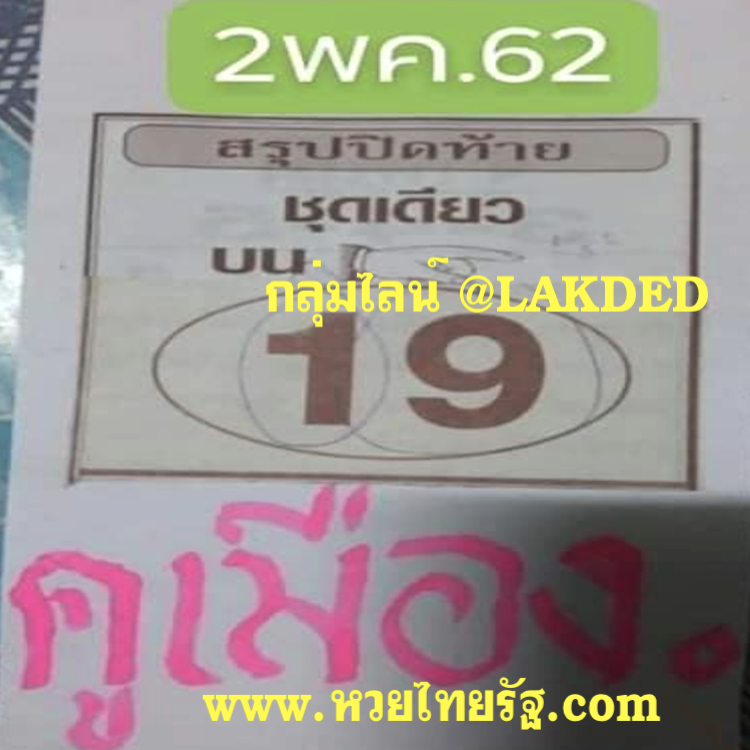 2พค.62
สรุปปิดท้าย
ชุดเดียว
บน
กลุ่มไลน์ @LAKDED
19
คูเมือง.
www.หวยไทยรัฐ.com